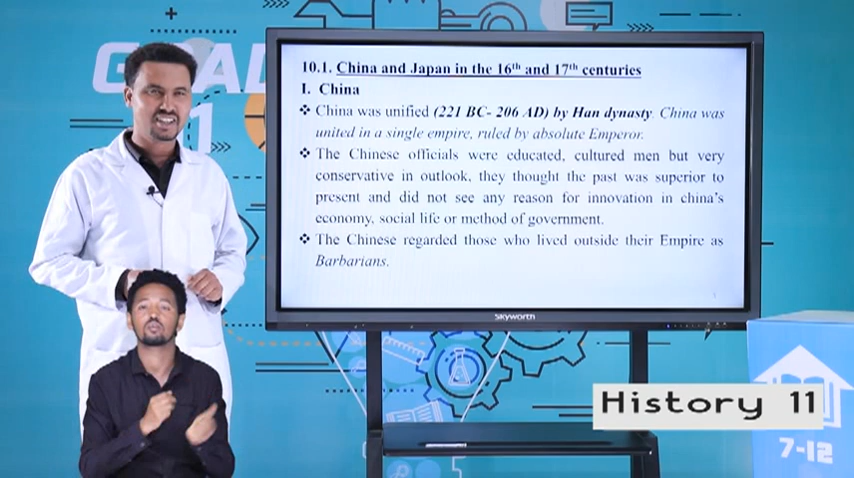 GOAL
1
10.1. China and Japan in the 16th and 17th centuries
I. China
❖ China was unified (221 BC- 206 AD) by Han dynasty. China was
united in a single empire, ruled by absolute Emperor.
❖ The Chinese officials were educated, cultured men but very
conservative in outlook, they thought the past was superior to
present and did not see any reason for innovation in china's
economy, social life or method of government.
❖ The Chinese regarded those who lived outside their Empire as
Barbarians.
Skyworth
History 11
7-12